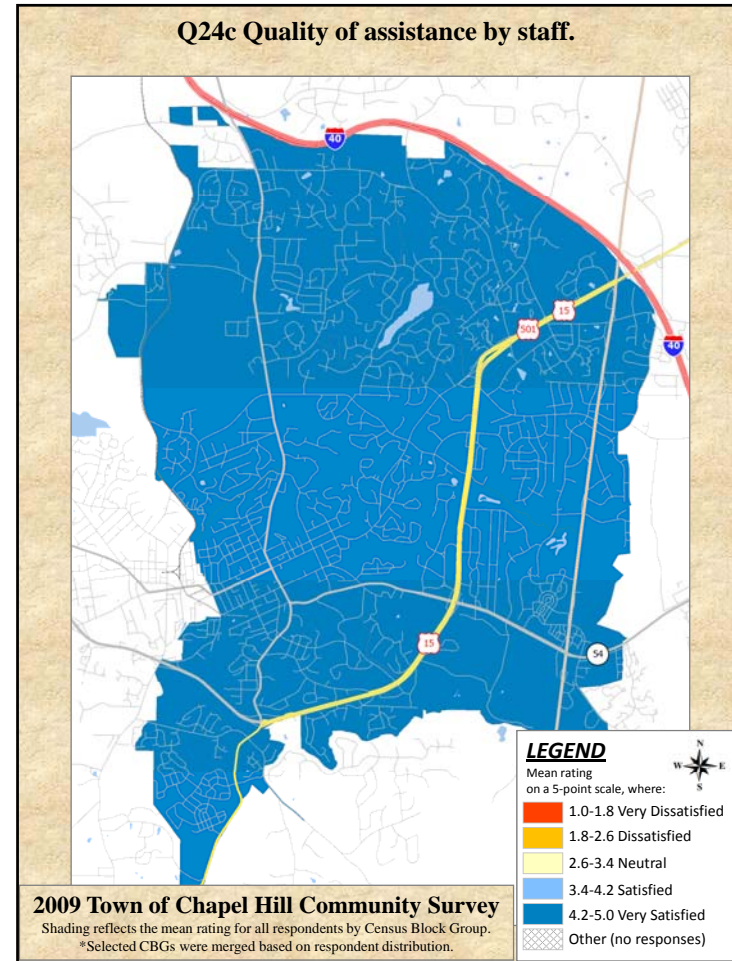 Q24c Quality of assistance by staff.
40
15
501
40
15
54
LEGEND
N
W E
S
Mean rating
on a 5-point scale, where:
1.0-1.8 Very Dissatisfied
1.8-2.6 Dissatisfied
2.6-3.4 Neutral
3.4-4.2 Satisfied
4.2-5.0 Very Satisfied
Other (no responses)
2009 Town of Chapel Hill Community Survey
Shading reflects the mean rating for all respondents by Census Block Group.
*Selected CBGs were merged based on respondent distribution.